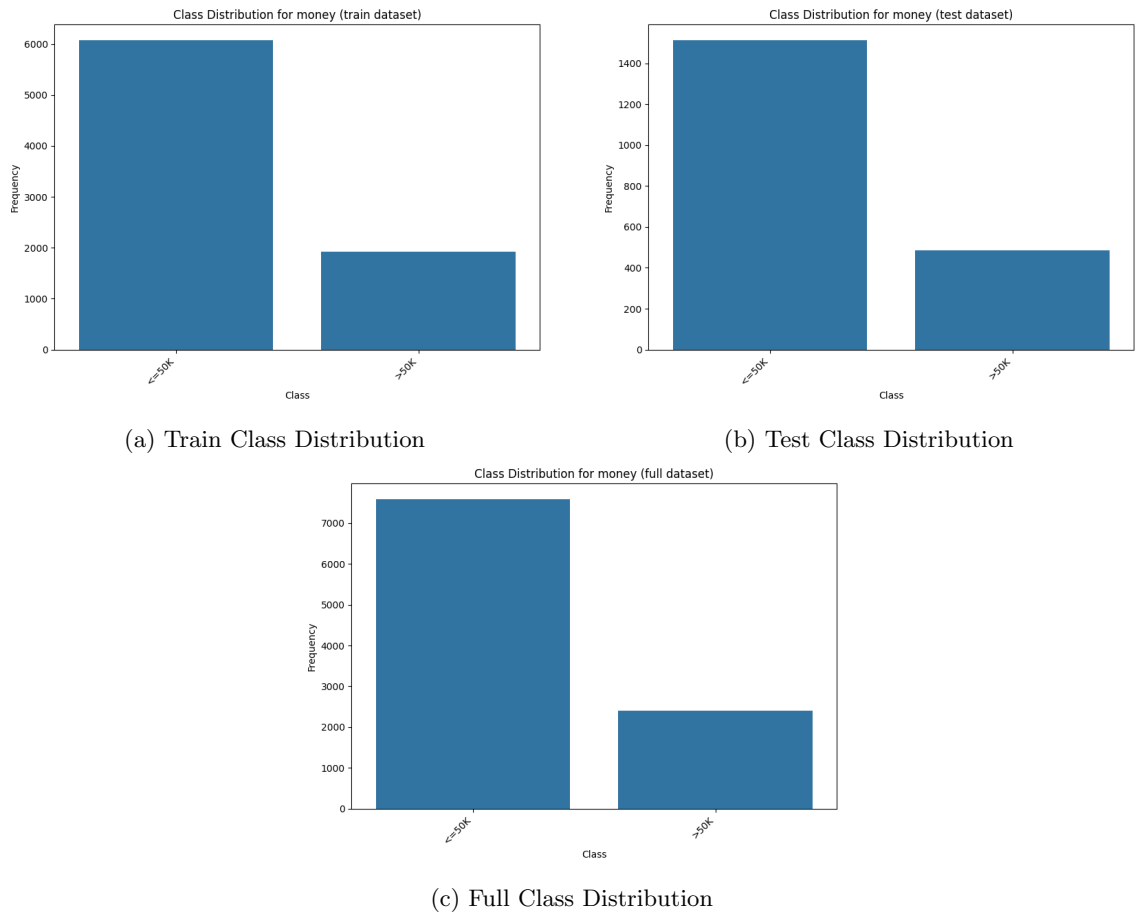 Class Distribution for money (train dataset)
Frequency
6000
5000
4000
3000
2000
1000
0
<=50K
>50K
Class
(a) Train Class Distribution
Class Distribution for money (test dataset)
Frequency
1400
1200
1000
800
600
400
200
0
<=50K
>50K
Class
(b) Test Class Distribution
Class Distribution for money (full dataset)
Frequency
7000
6000
5000
4000
3000
2000
1000
0
<=50K
>50K
Class
(c) Full Class Distribution